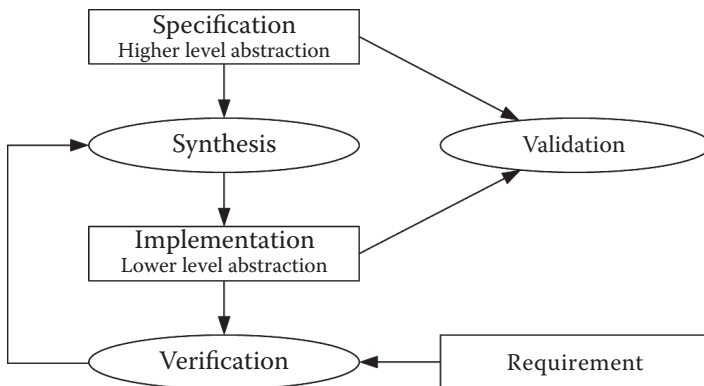 Specification
Higher level abstraction
Synthesis
Validation
Implementation
Lower level abstraction
Verification
Requirement